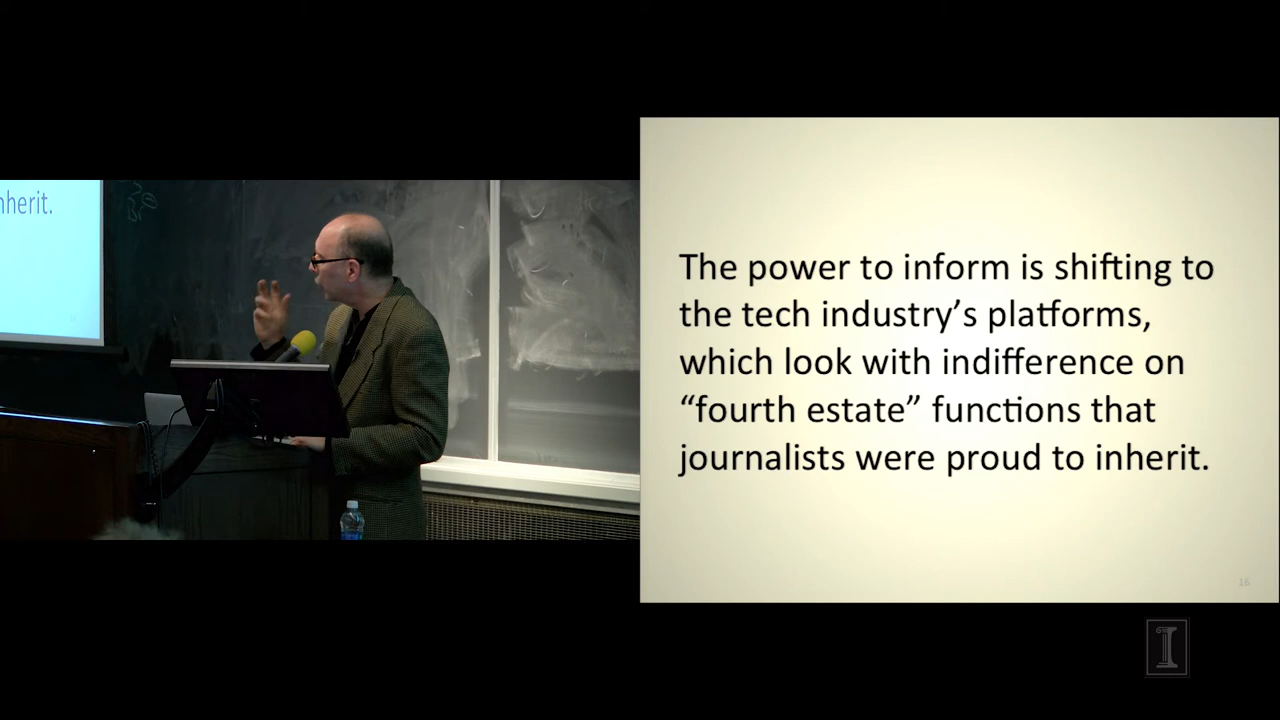 nherit.
The power to inform is shifting to
the tech industry’s platforms,
which look with indifference on
“fourth estate” functions that
journalists were proud to inherit.
16
I